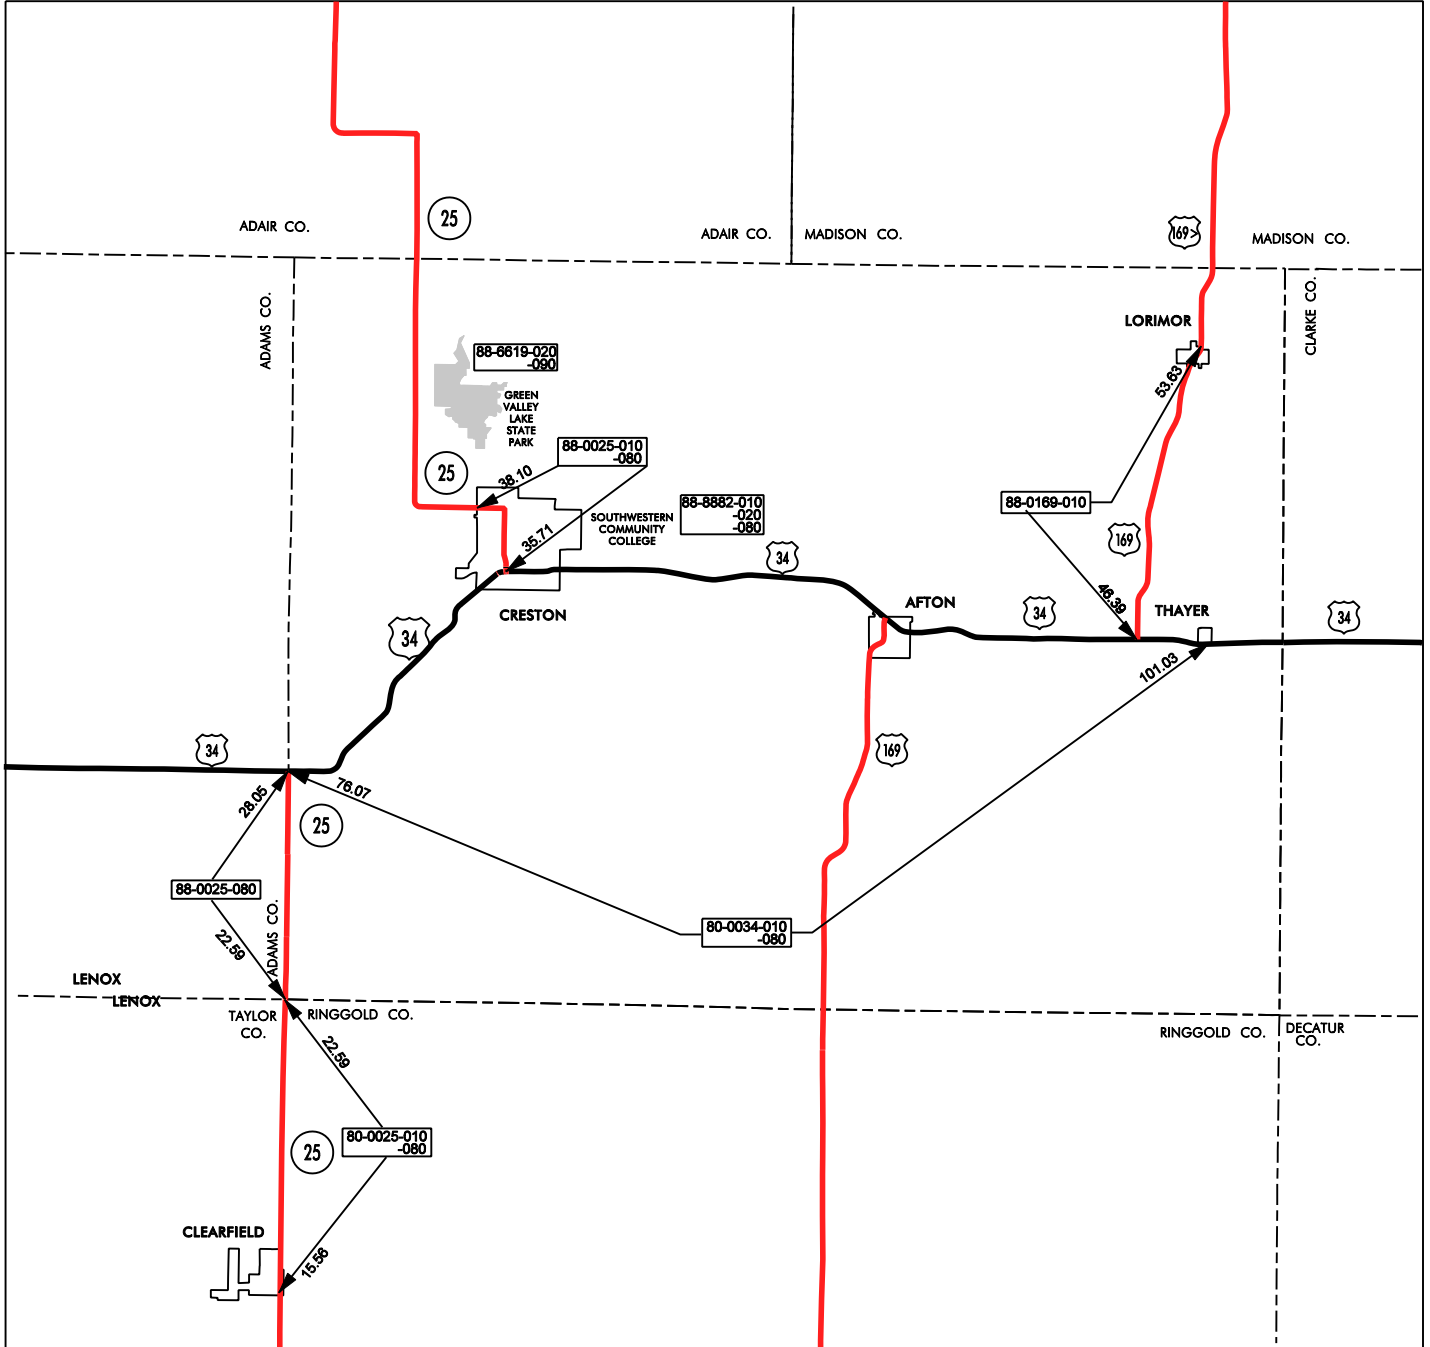 25
ADAIR CO.
ADAIR CO.
MADISON CO.
169>
MADISON CO.
ADAMS CO.
CLARKE CO.
LORIMOR
88-6619-020
-090
53.63
GREEN
VALLEY
LAKE
STATE
PARK
88-0025-010
-080
25
38.10
88-8882-010
-020
-080
88-0169-010
SOUTHWESTERN
COMMUNITY
COLLEGE
35.71
169
34
46.39
AFTON
34
THAYER
34
CRESTON
34
101.03
34
169
76.07
28.05
25
88-0025-080
ADAMS CO.
80-0034-010
-080
22.59
LENOX
LENOX
TAYLOR
CO.
RINGGOLD CO.
RINGGOLD CO.
DECATUR
CO.
22.59
80-0025-010
-080
25
CLEARFIELD
15.56